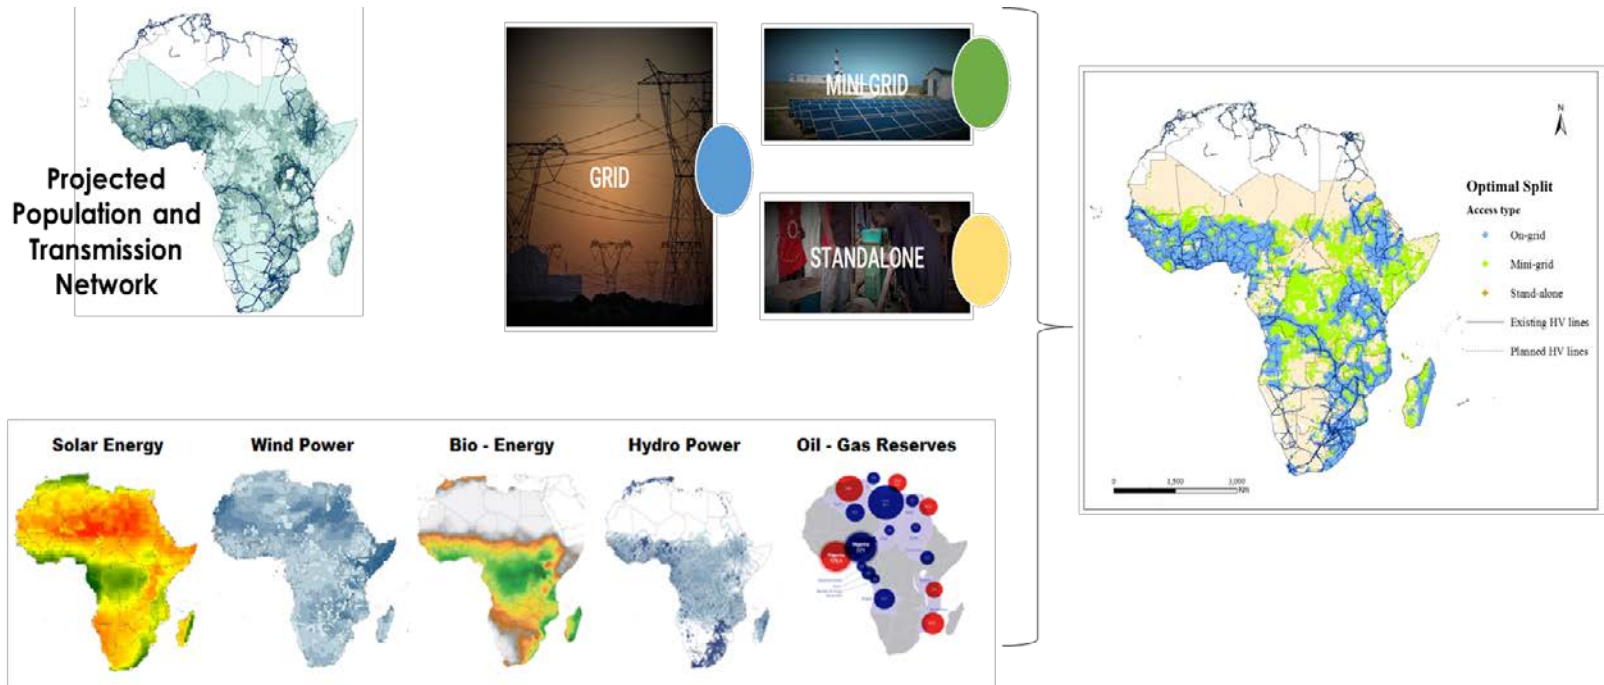 Projected
Population and
Transmission
Network
GRID
MINI GRID
STANDALONE
N
Optimal Split
Access type
On-grid
Mini-grid
Stand-alone
Existing HV lines
Planned HV lines
0 1,500 3,000
Km
Solar Energy
Wind Power
Bio - Energy
Hydro Power
Oil - Gas Reserves